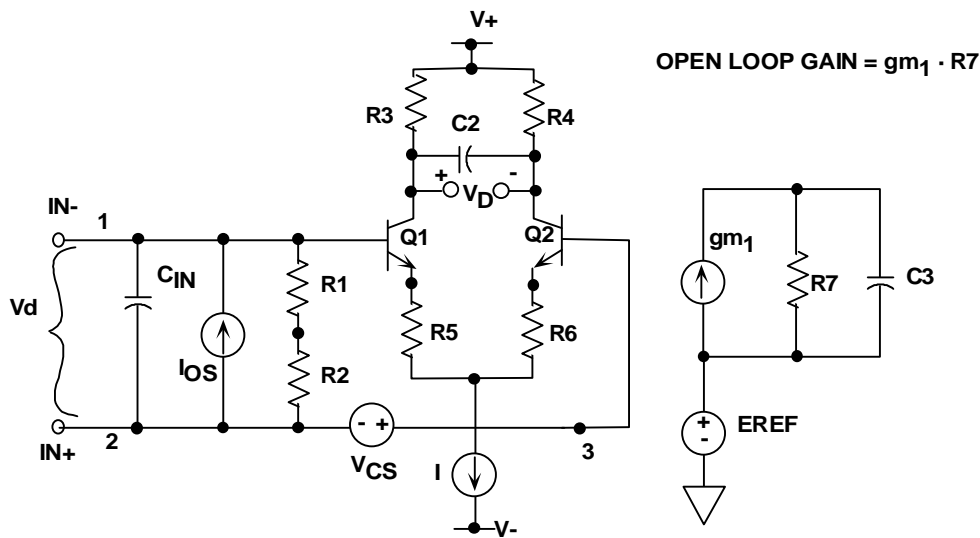 V+
OPEN LOOP GAIN = gm1 · R7
R3
R4
C2
+
-
VD
IN-
1
Q1
Q2
gm1
CIN
R1
R7
C3
Vd
R5
R6
IOS
R2
- +
+
-
EREF
2
IN+
3
VCS
I
V-